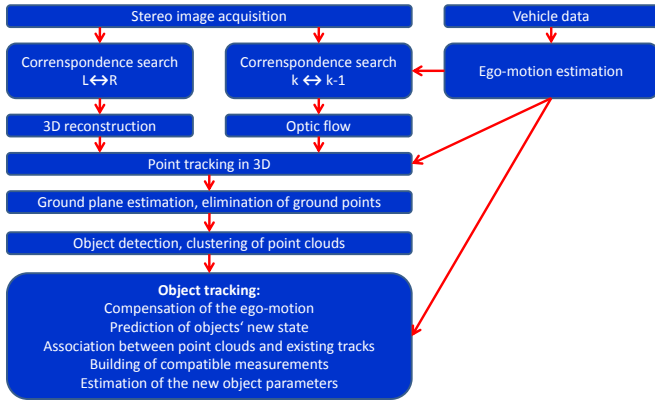 Stereo image acquisition
Vehicle data
Correnspondence search
L↔R
Correnspondence search
k ↔ k-1
Ego-motion estimation
3D reconstruction
Optic flow
Point tracking in 3D
Ground plane estimation, elimination of ground points
Object detection, clustering of point clouds
Object tracking:
Compensation of the ego-motion
Prediction of objects‘ new state
Association between point clouds and existing tracks
Building of compatible measurements
Estimation of the new object parameters